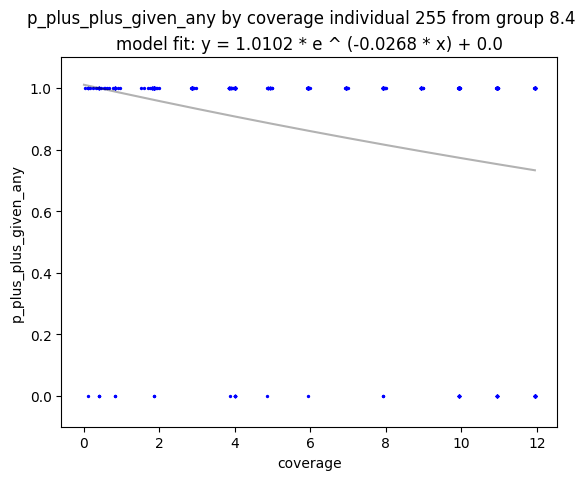 p_plus_plus_given_any by coverage individual 255 from group 8.4
model fit: y = 1.0102 * e ^ (-0.0268 * x) + 0.0
1.0
0.8
0.6
0.4
0.2
0.0
p_plus_plus_given_any
0 2 4 6 8 10 12
coverage